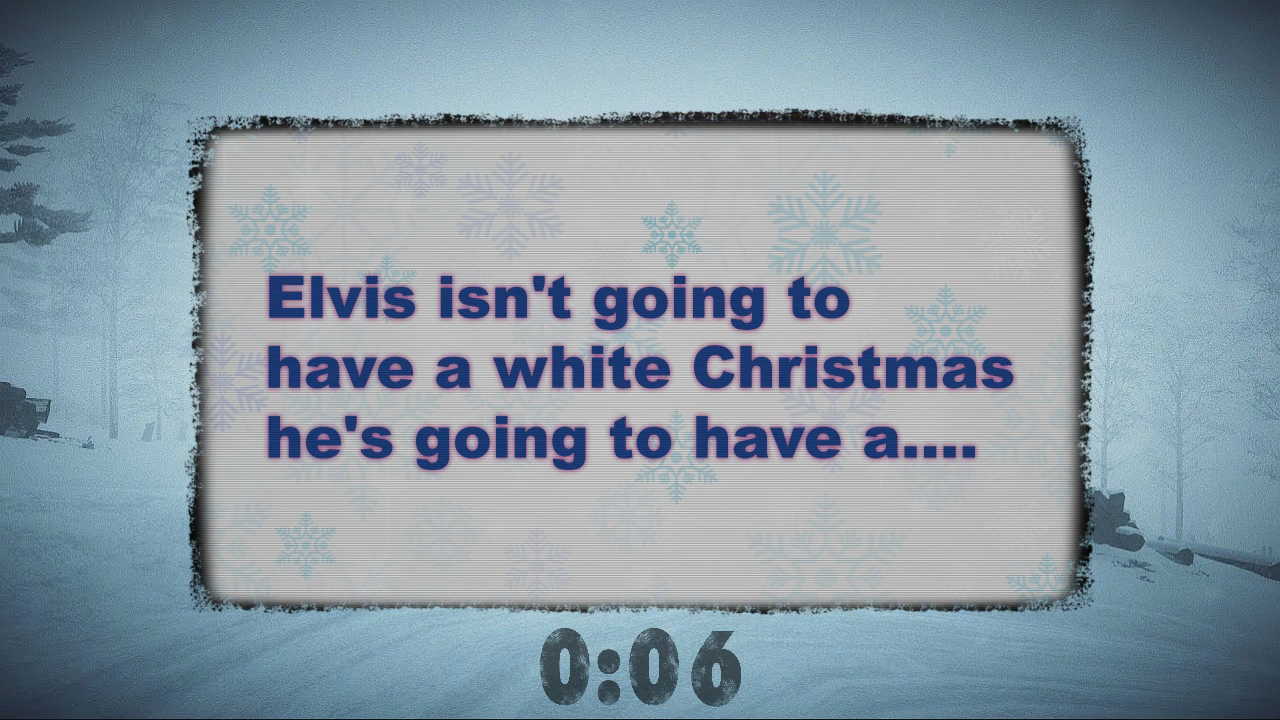 Elvis isn't going to
have a white Christmas
he's going to have a....
0:06